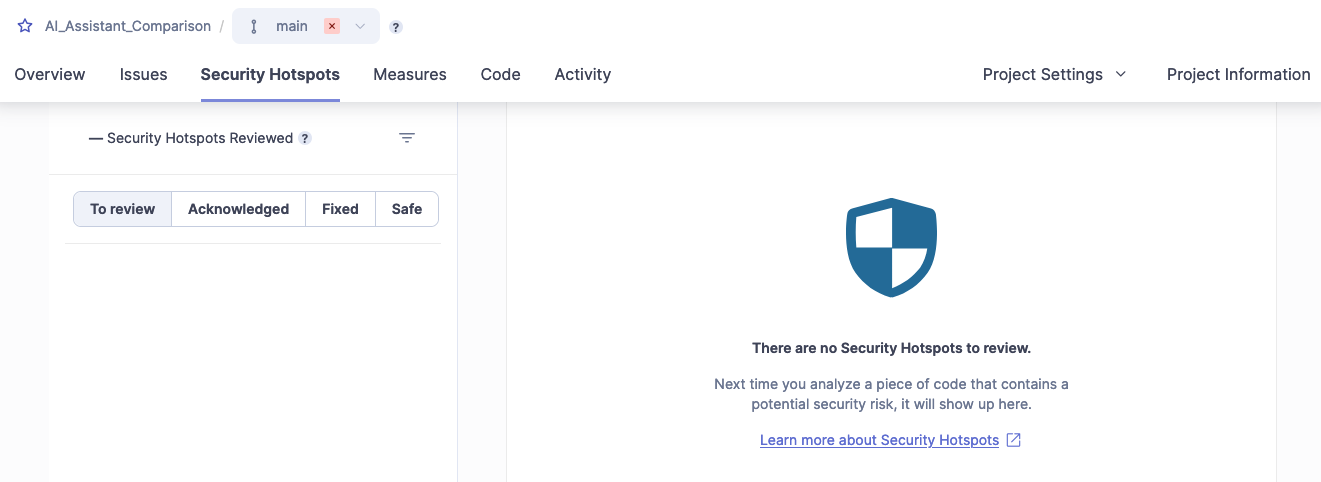 AI_Assistant_Comparison / main ?
Overview Issues Security Hotspots Measures Code Activity Project Settings Project Information
— Security Hotspots Reviewed ?
To review Acknowledged Fixed Safe
There are no Security Hotspots to review.
Next time you analyze a piece of code that contains a
potential security risk, it will show up here.
Learn more about Security Hotspots